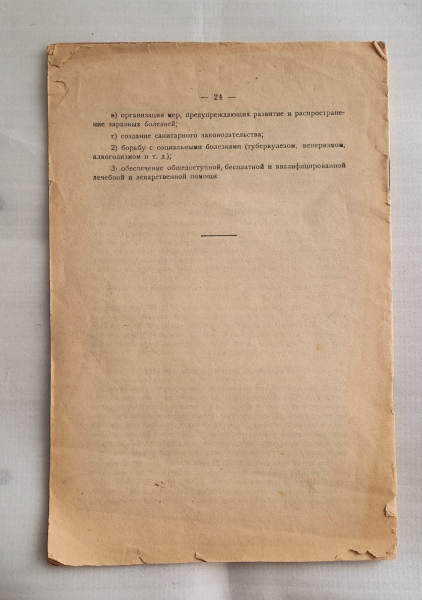 — 24 —
в) организация мер, предупреждающих развитие и распростране-
ние заразных болезней;
г) создание санитарного законодательства;
2) борьбу с социальными болезнями (туберкулезом, венеризмом,
алкоголизмом и т. д.);
3) обеспечение общедоступной, бесплатной и квалифицированной
лечебной и лекарственной помощи